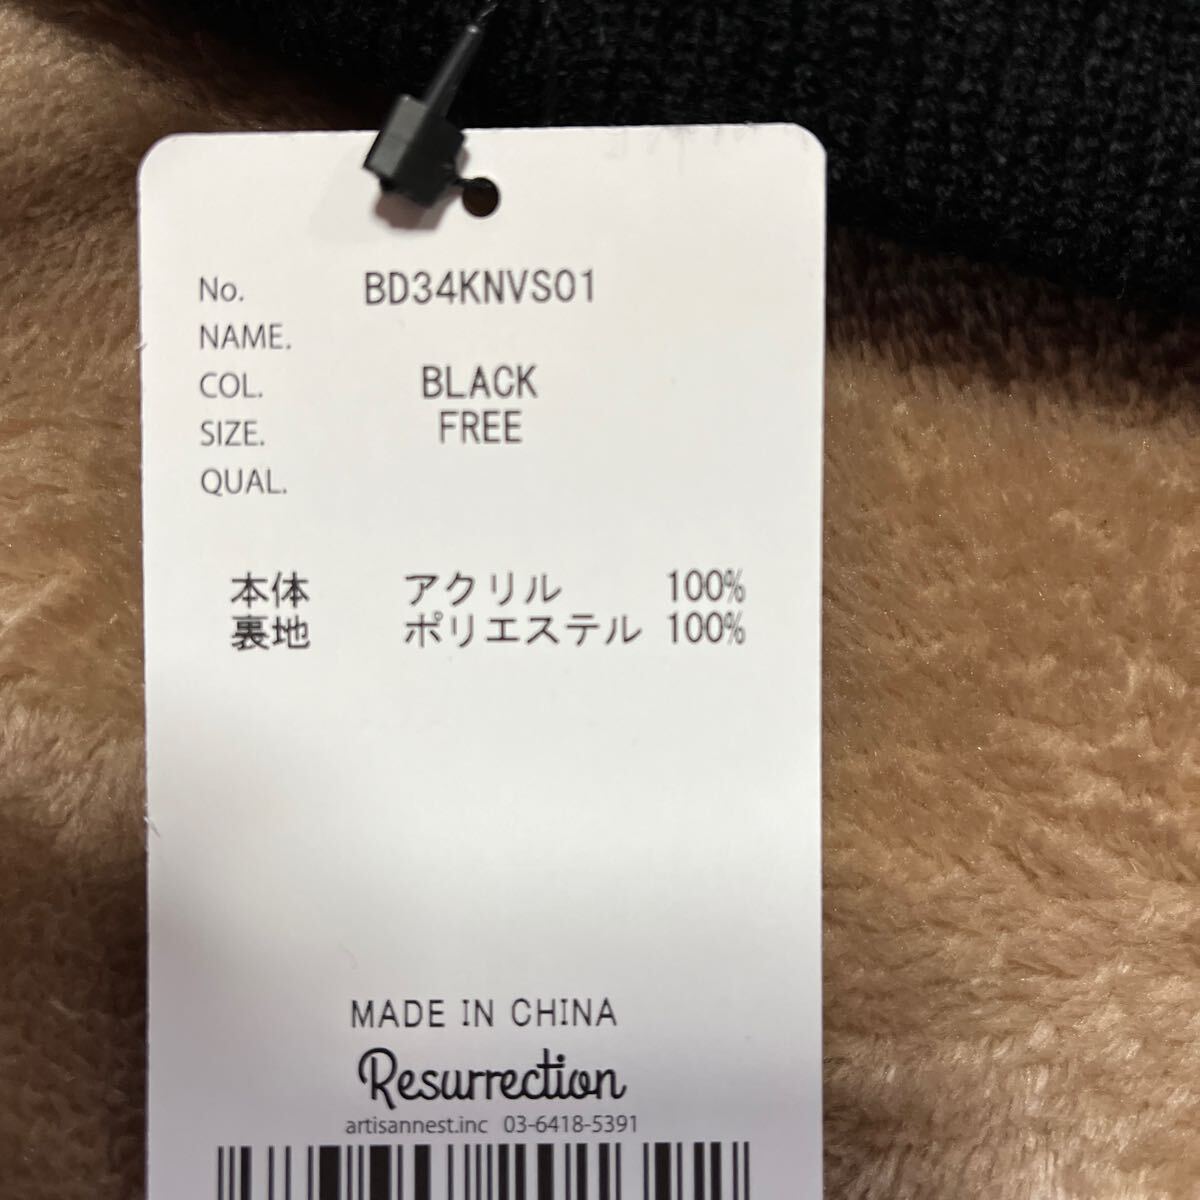 No. BD34KNVS01
NAME.
COL. BLACK
SIZE. FREE
QUAL.
本体 アクリル 100%
裏地 ポリエステル 100%
MADE IN CHINA
Resurrection
artisannest.inc 03-6418-5391